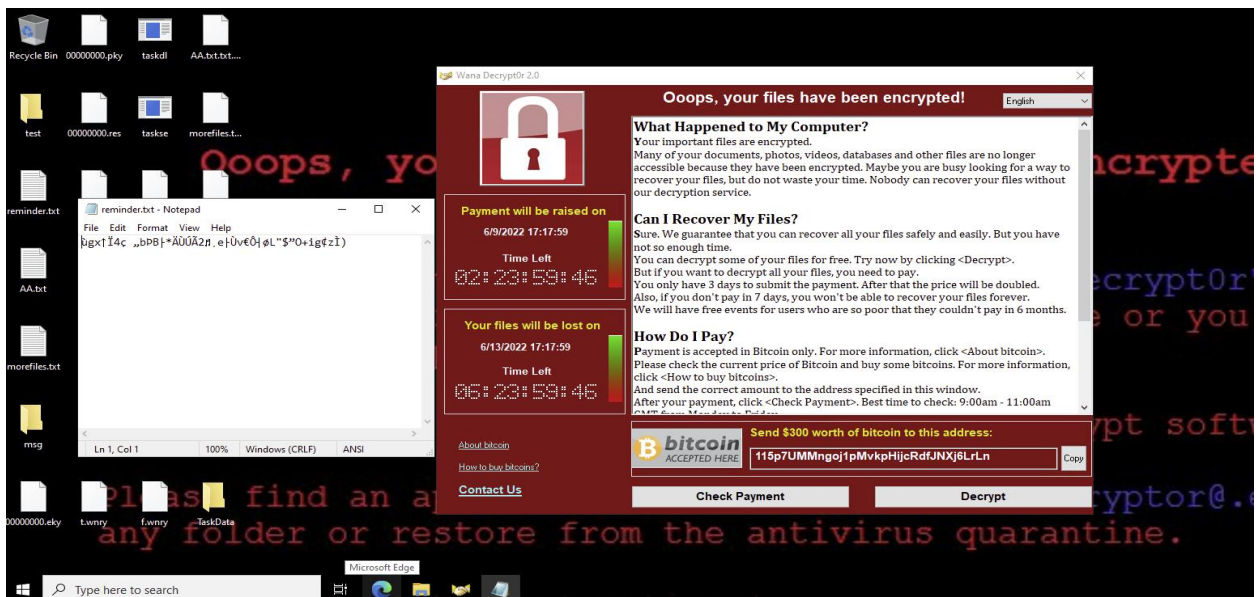 Recycle Bin
00000000.pky
taskdl
AA.txt.txt....
test
00000000.res
taskse
morefiles.t...
reminder.txt
AA.txt
morefiles.txt
msg
00000000.eky
t.wnry
f.wnry
TaskData
Ooops, yo
ncrypte
ecrypt0r"
e or you
ypt softw
Please find an a
ryptor@.e
any folder or restore from the antivirus quarantine.
reminder.txt - Notepad
File Edit Format View Help
Ln 1, Col 1
100%
Windows (CRLF)
ANSI
Wana Decrypt0r 2.0
Ooops, your files have been encrypted!
English
Payment will be raised on
6/9/2022 17:17:59
Time Left
02:23:59:46
Your files will be lost on
6/13/2022 17:17:59
Time Left
06:23:59:46
About bitcoin
How to buy bitcoins?
Contact Us
What Happened to My Computer?
Your important files are encrypted.
Many of your documents, photos, videos, databases and other files are no longer
accessible because they have been encrypted. Maybe you are busy looking for a way to
recover your files, but do not waste your time. Nobody can recover your files without
our decryption service.
Can I Recover My Files?
Sure. We guarantee that you can recover all your files safely and easily. But you have
not so enough time.
You can decrypt some of your files for free. Try now by clicking <Decrypt>.
But if you want to decrypt all your files, you need to pay.
You only have 3 days to submit the payment. After that the price will be doubled.
Also, if you don't pay in 7 days, you won't be able to recover your files forever.
We will have free events for users who are so poor that they couldn't pay in 6 months.
How Do I Pay?
Payment is accepted in Bitcoin only. For more information, click <About bitcoin>.
Please check the current price of Bitcoin and buy some bitcoins. For more information,
click <How to buy bitcoins>.
And send the correct amount to the address specified in this window.
After your payment, click <Check Payment>. Best time to check: 9:00am - 11:00am
GMT from Monday to Friday.
bitcoin
ACCEPTED HERE
Send $300 worth of bitcoin to this address:
115p7UMMngoj1pMvkpHijcRdfJNXj6LrLn
Copy
Check Payment
Decrypt
Microsoft Edge
Type here to search